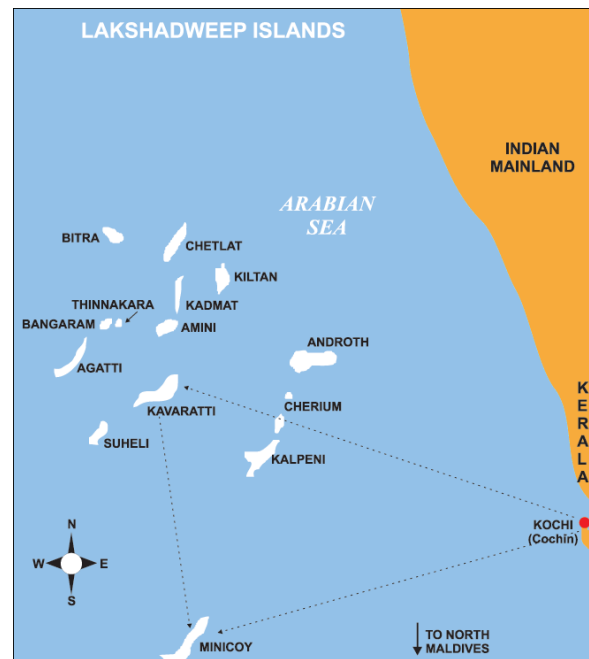 LAKSHADWEEP ISLANDS
INDIAN
MAINLAND
ARABIAN
SEA
BITRA
CHETLAT
KILTAN
THINNAKARA
KADMAT
BANGARAM
AMINI
ANDROTH
AGATTI
KERALA
CHERIUM
KAVARATTI
SUHELI
KALPENI
N
KOCHI
(Cochin)
W
E
S
MINICOY
TO NORTH
MALDIVES